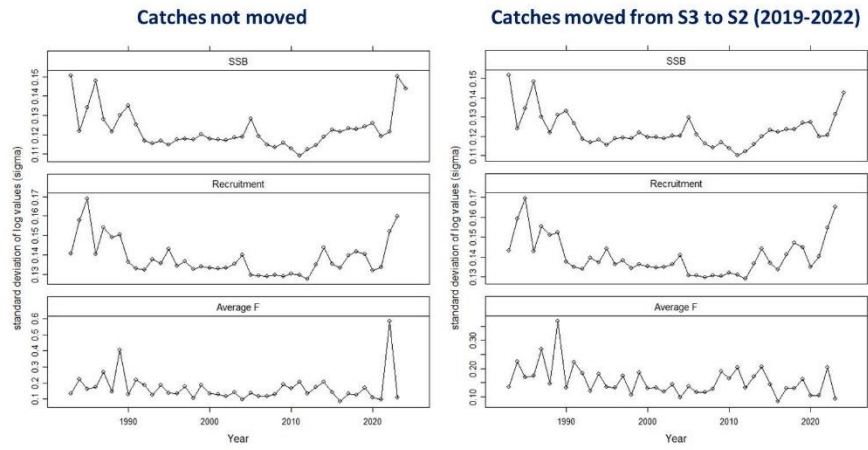 Catches not moved
SSB
0.11 0.12 0.13 0.14 0.15
Recruitment
0.13 0.14 0.15 0.16 0.17
standard deviation of log values (sigma)
Average F
0.1 0.2 0.3 0.4 0.5 0.6
1990 2000 2010 2020
Year
Catches moved from S3 to S2 (2019-2022)
SSB
0.11 0.12 0.13 0.14 0.15
Recruitment
0.13 0.14 0.15 0.16 0.17
standard deviation of log values (sigma)
Average F
0.10 0.20 0.30
1990 2000 2010 2020
Year